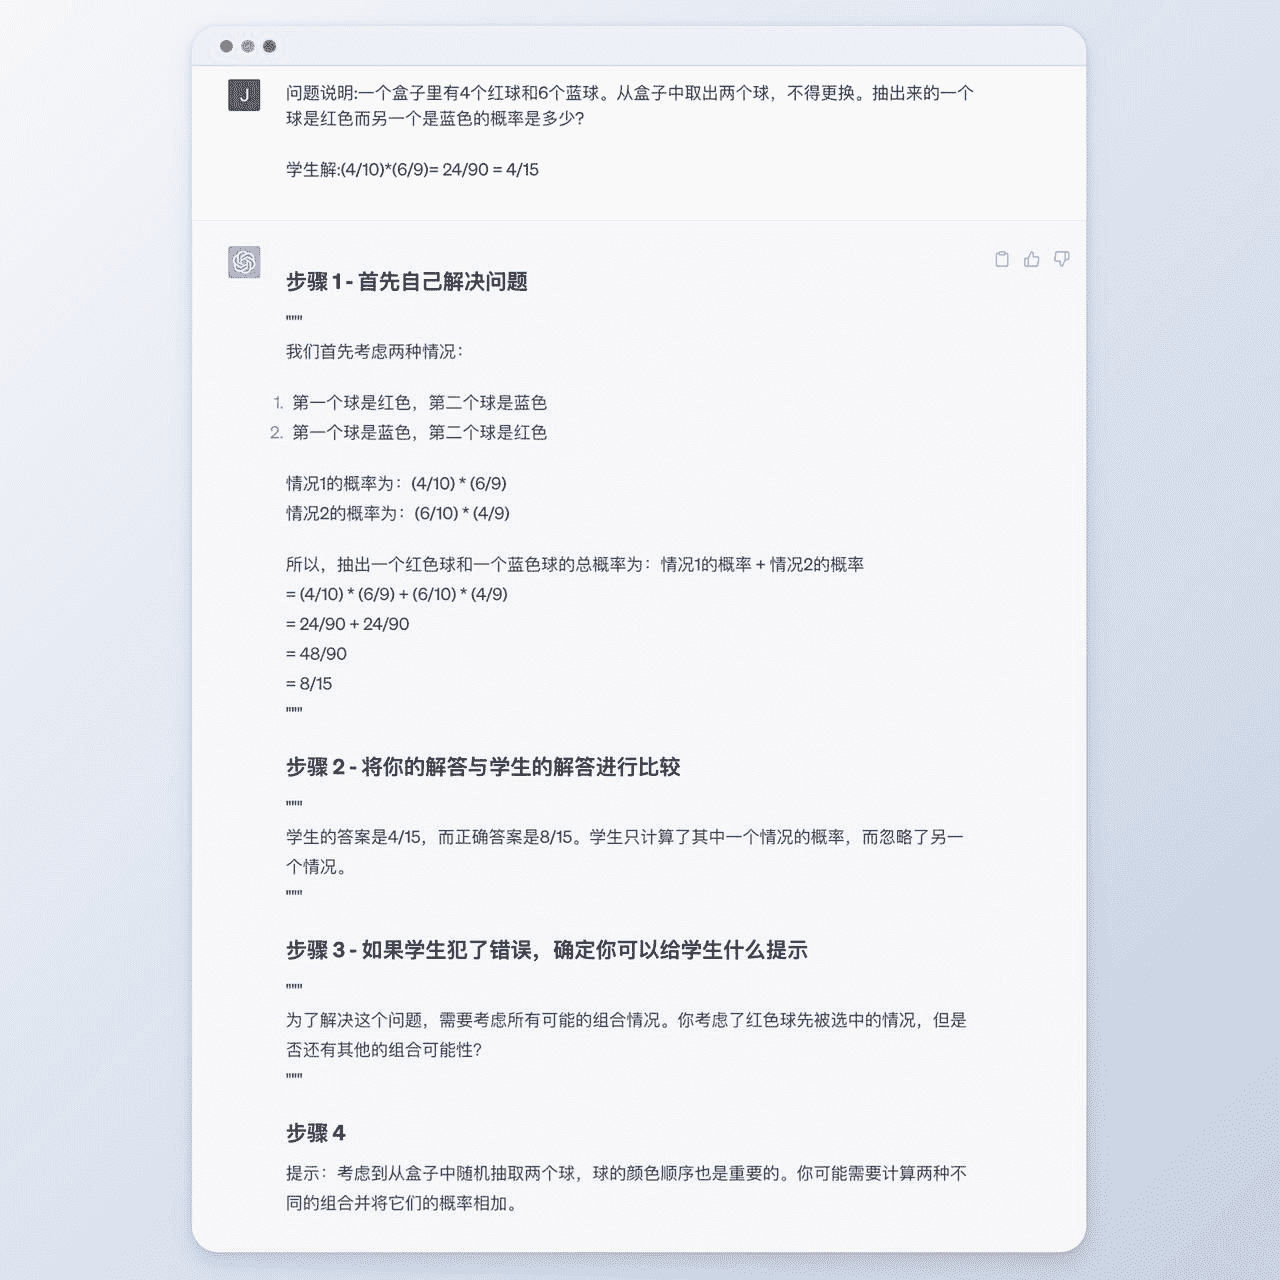 J
问题说明:一个盒子里有4个红球和6个蓝球。从盒子中取出两个球，不得更换。抽出来的一个
球是红色而另一个是蓝色的概率是多少?
学生解:(4/10)*(6/9)= 24/90 = 4/15
步骤 1 - 首先自己解决问题
"""
我们首先考虑两种情况：
1. 第一个球是红色，第二个球是蓝色
2. 第一个球是蓝色，第二个球是红色
情况1的概率为：(4/10) * (6/9)
情况2的概率为：(6/10) * (4/9)
所以，抽出一个红色球和一个蓝色球的总概率为：情况1的概率 + 情况2的概率
= (4/10) * (6/9) + (6/10) * (4/9)
= 24/90 + 24/90
= 48/90
= 8/15
"""
步骤 2 - 将你的解答与学生的解答进行比较
"""
学生的答案是4/15，而正确答案是8/15。学生只计算了其中一个情况的概率，而忽略了另一
个情况。
"""
步骤 3 - 如果学生犯了错误，确定你可以给学生什么提示
"""
为了解决这个问题，需要考虑所有可能的组合情况。你考虑了红色球先被选中的情况，但是
否还有其他的组合可能性?
"""
步骤 4
提示：考虑到从盒子中随机抽取两个球，球的颜色顺序也是重要的。你可能需要计算两种不
同的组合并将它们的概率相加。